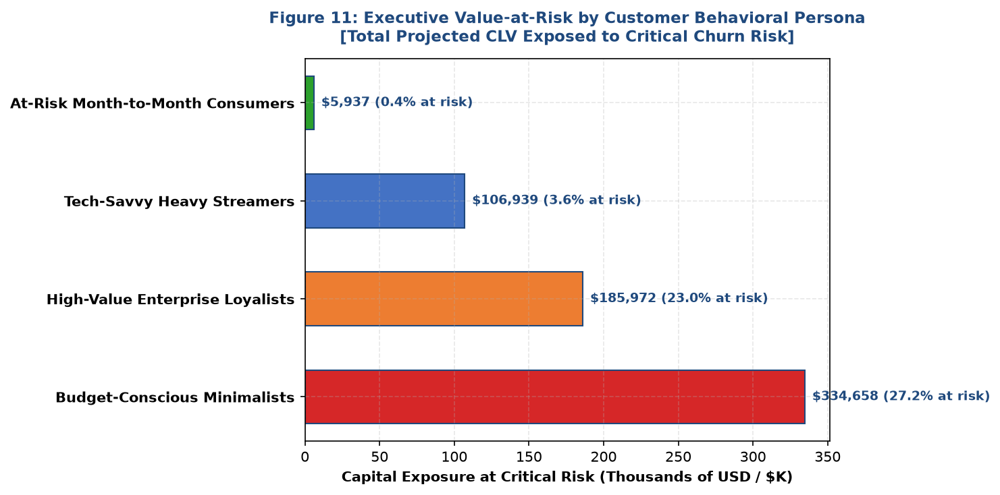 Figure 11: Executive Value-at-Risk by Customer Behavioral Persona
[Total Projected CLV Exposed to Critical Churn Risk]
At-Risk Month-to-Month Consumers
$5,937 (0.4% at risk)
Tech-Savvy Heavy Streamers
$106,939 (3.6% at risk)
High-Value Enterprise Loyalists
$185,972 (23.0% at risk)
Budget-Conscious Minimalists
$334,658 (27.2% at risk)
0 50 100 150 200 250 300 350
Capital Exposure at Critical Risk (Thousands of USD / $K)